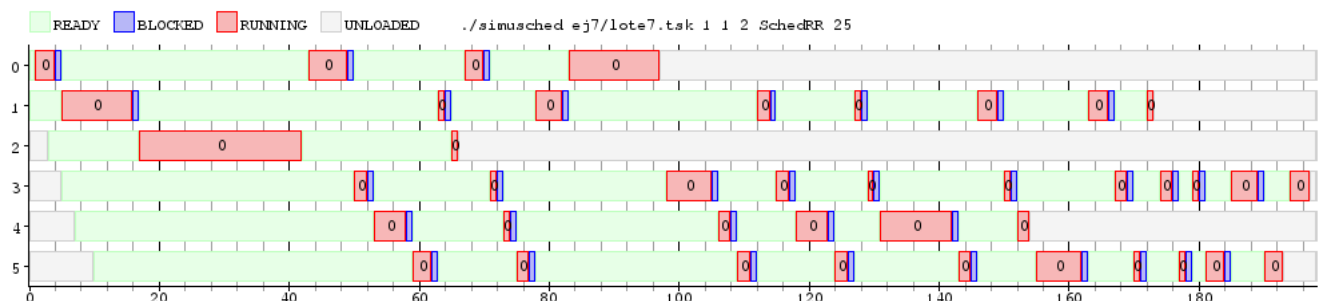 READY BLOCKED RUNNING UNLOADED ./simusched ej7/lote7.tsk 1 1 2 SchedRR 25
0 0 0 0 0
1 0 0 0 0 0 0 0 0
2 0 0
3 0 0 0 0 0 0 0 0 0 0 0
4 0 0 0 0 0 0
5 0 0 0 0 0 0 0 0 0 0
0 20 40 60 80 100 120 140 160 180